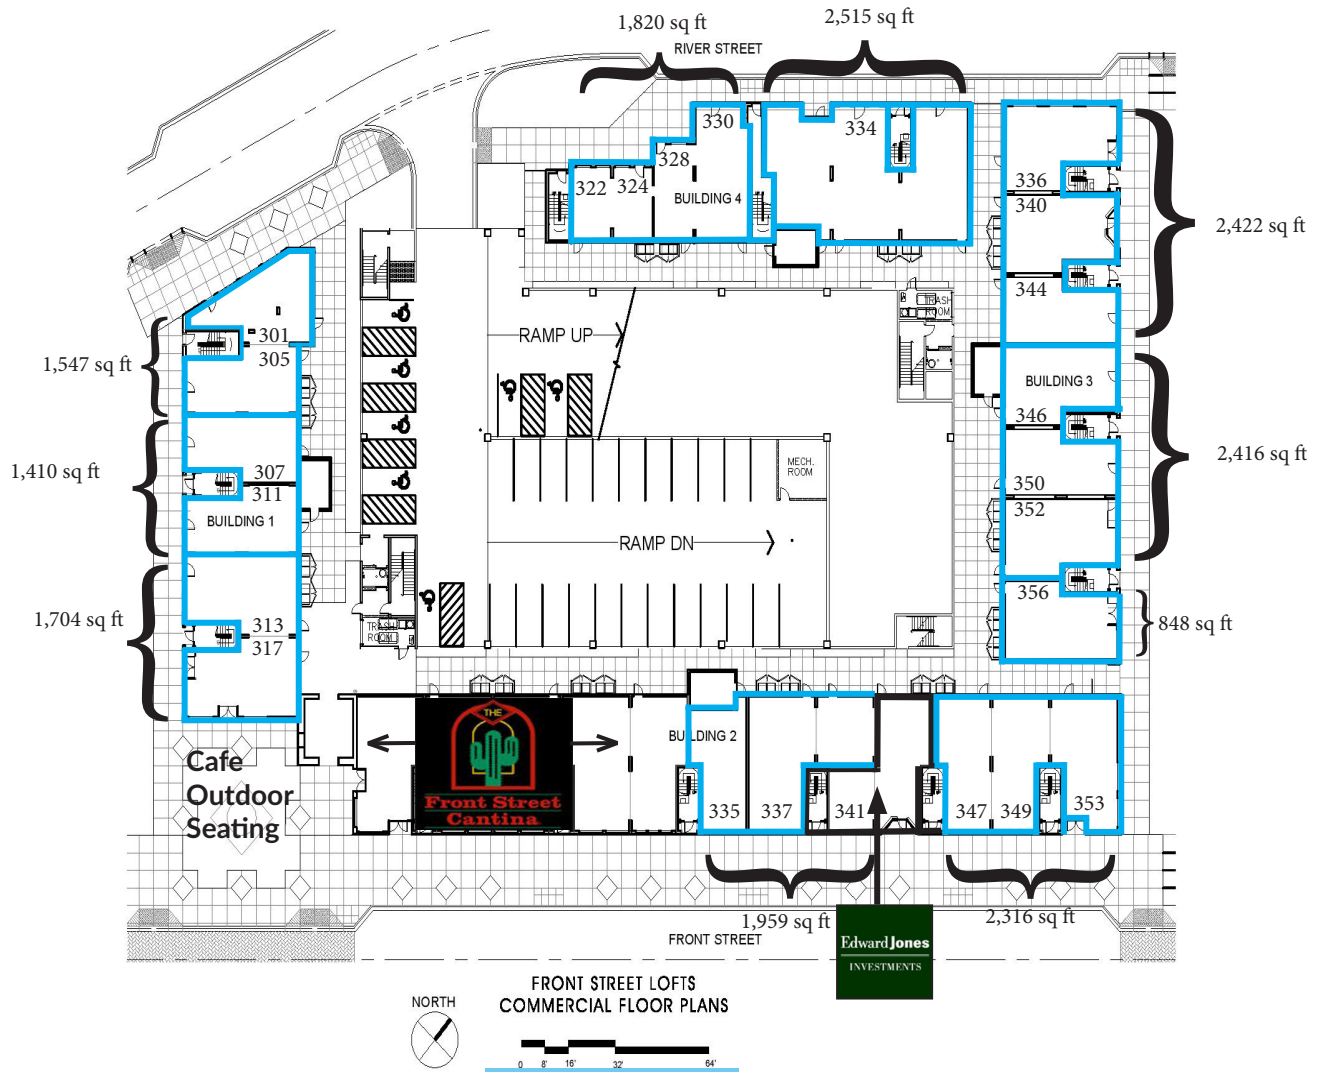 1,820 sq ft
2,515 sq ft
RIVER STREET
330
334
328
322
324
BUILDING 4
336
340
2,422 sq ft
344
301
305
1,547 sq ft
RAMP UP
TRASH
ROOM
BUILDING 3
346
307
311
1,410 sq ft
BUILDING 1
MECH.
ROOM
350
352
2,416 sq ft
RAMP DN
356
848 sq ft
313
317
1,704 sq ft
TRASH
ROOM
THE
Front Street
Cantina
BUILDING 2
335
337
341
347
349
353
Cafe
Outdoor
Seating
1,959 sq ft
2,316 sq ft
FRONT STREET
Edward Jones
INVESTMENTS
FRONT STREET LOFTS
COMMERCIAL FLOOR PLANS
NORTH
0 8' 16' 32' 64'